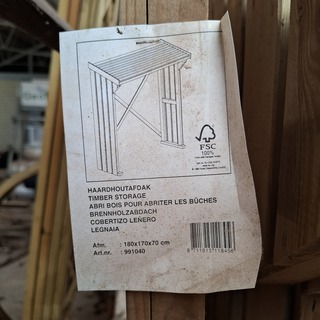 FSC
100%
HAARDHOUTAFDAK
TIMBER STORAGE
ABRI BOIS POUR ABRITER LES BÛCHES
BRENNHOLZABDACH
COBERTIZO LEÑERO
LEGNAIA
Afm. : 180x170x70 cm
Art.nr. : 991040